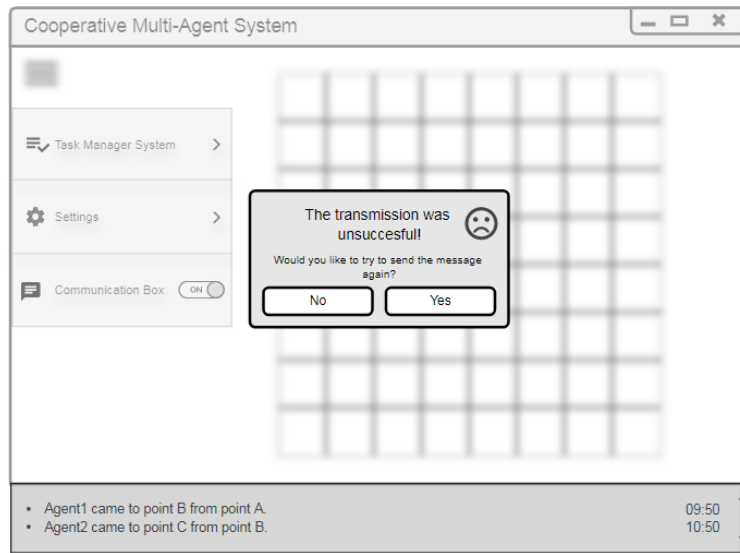 Cooperative Multi-Agent System
Task Manager System
Settings
Communication Box ON
The transmission was
unsuccesful!
Would you like to try to send the message
again?
No Yes
• Agent1 came to point B from point A. 09:50
• Agent2 came to point C from point B. 10:50